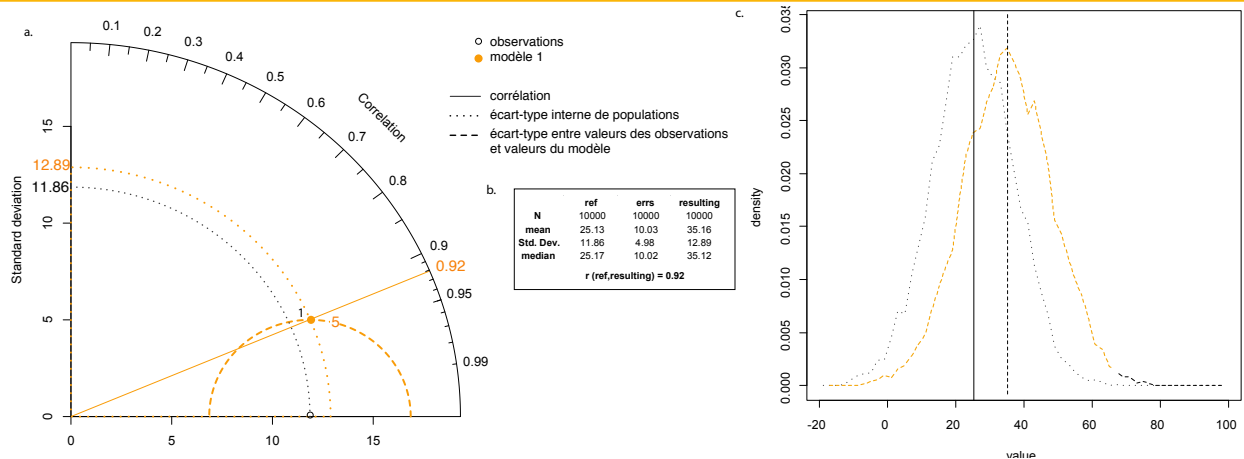 a.
0.1
0.2
0.3
0.4
0.5
0.6
0.7
0.8
0.9
0.92
0.95
0.99
Correlation
Standard deviation
15
12.89
11.86
10
5
0
0
5
10
15
1
5
observations
modèle 1
corrélation
écart-type interne de populations
écart-type entre valeurs des observations
et valeurs du modèle
b.
ref errs resulting
N 10000 10000 10000
mean 25.13 10.03 35.16
Std. Dev. 11.86 4.98 12.89
median 25.17 10.02 35.12
r (ref,resulting) = 0.92
c.
density
0.035
0.030
0.025
0.020
0.015
0.010
0.005
0.000
-20 0 20 40 60 80 100
value